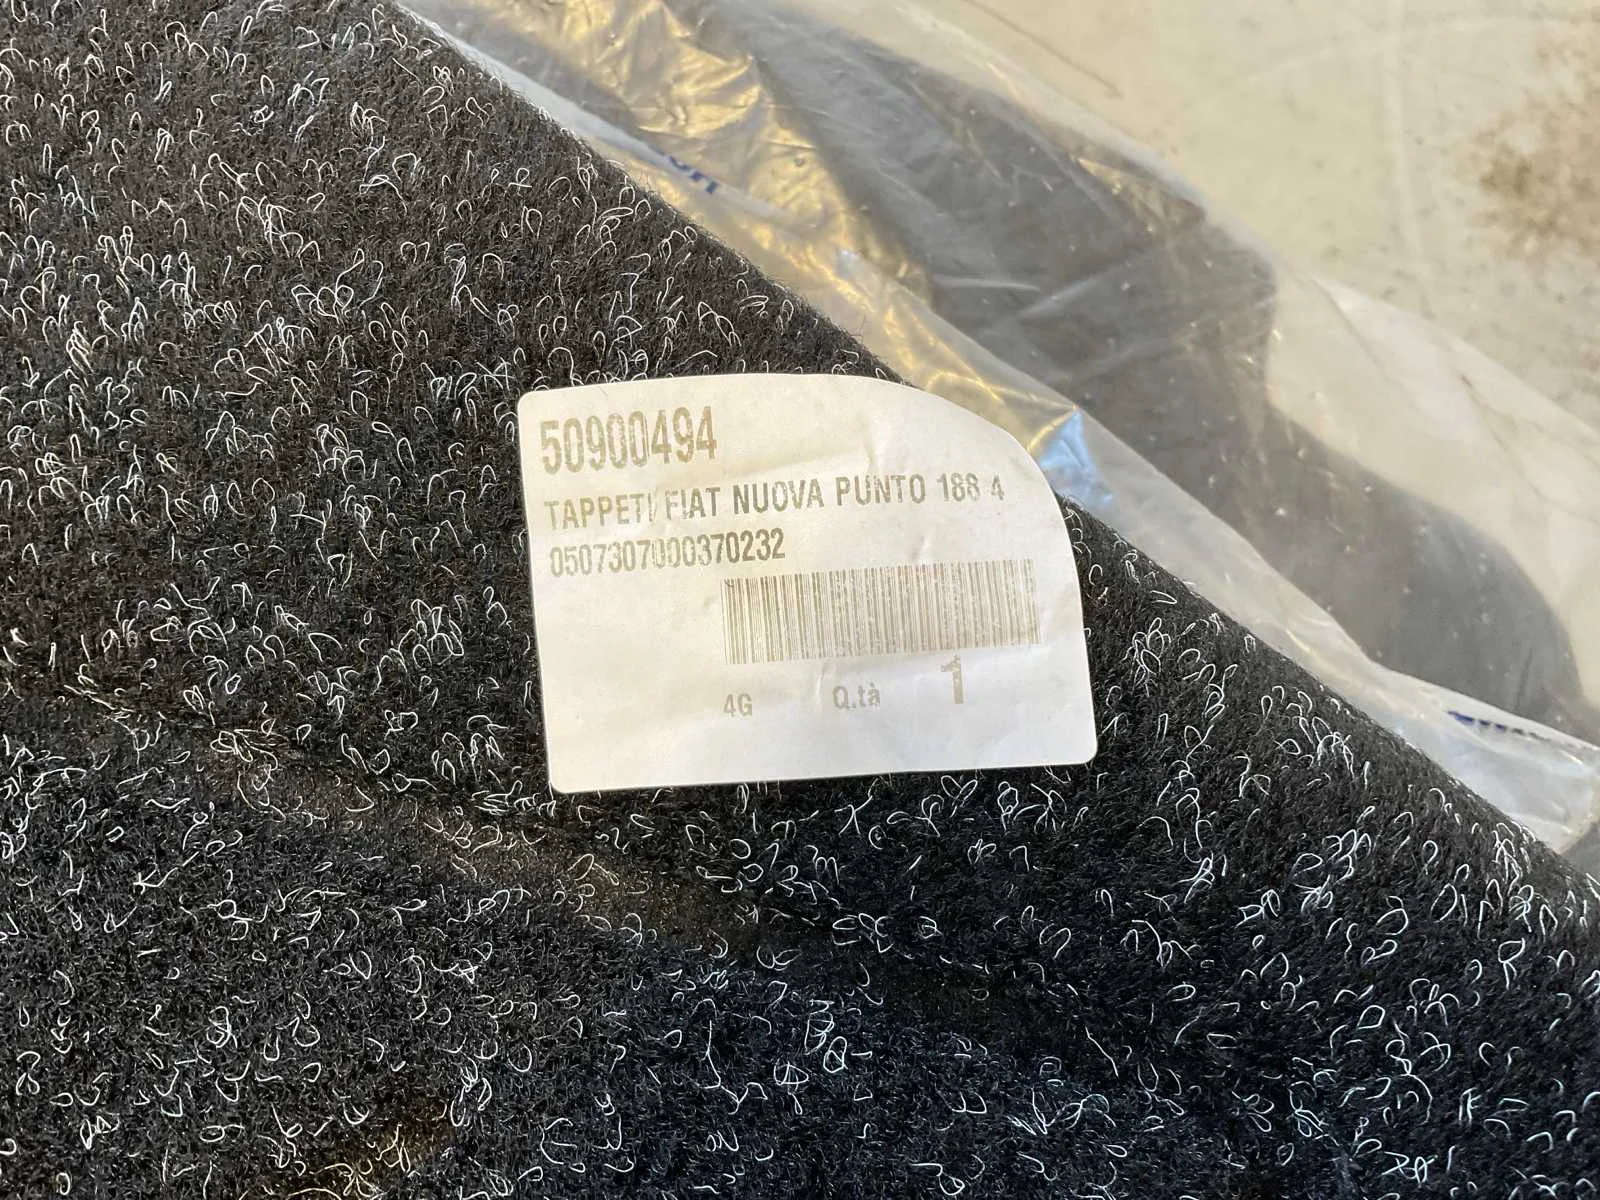 50900494
TAPPETI FIAT NUOVA PUNTO 188 4
0507307000370232
4G Q.tà 1